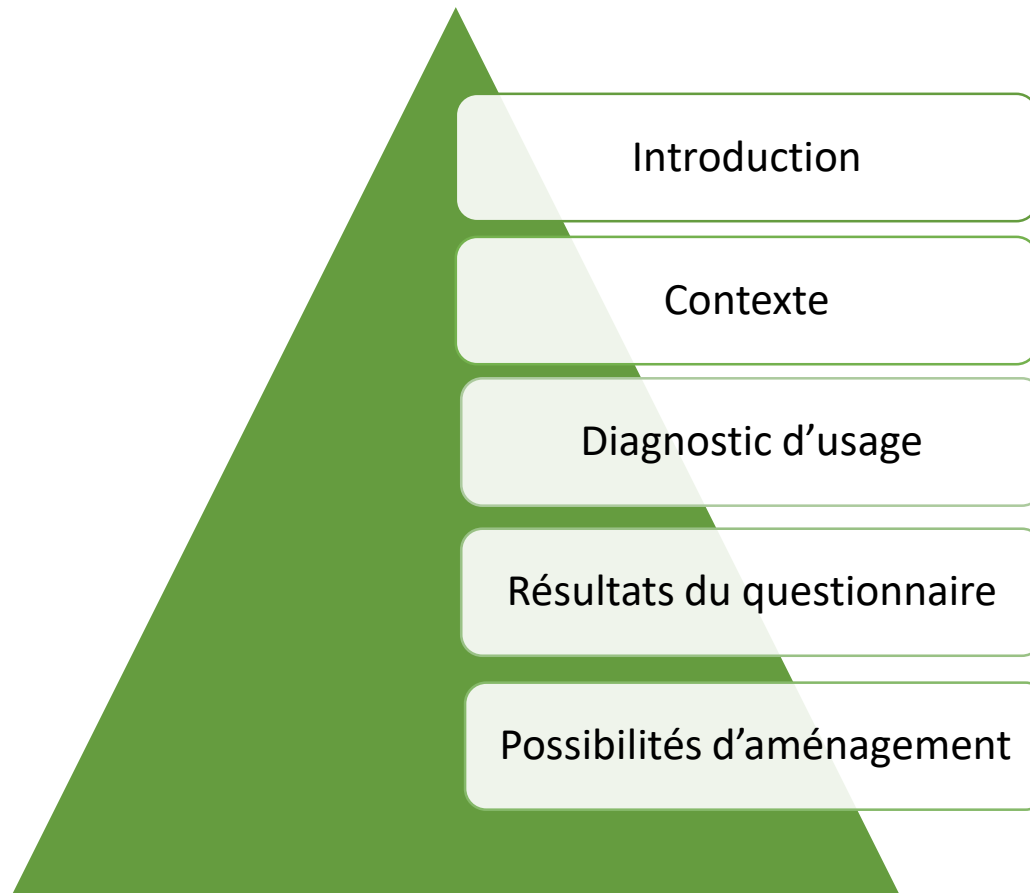 Introduction
Contexte
Diagnostic d’usage
Résultats du questionnaire
Possibilités d’aménagement